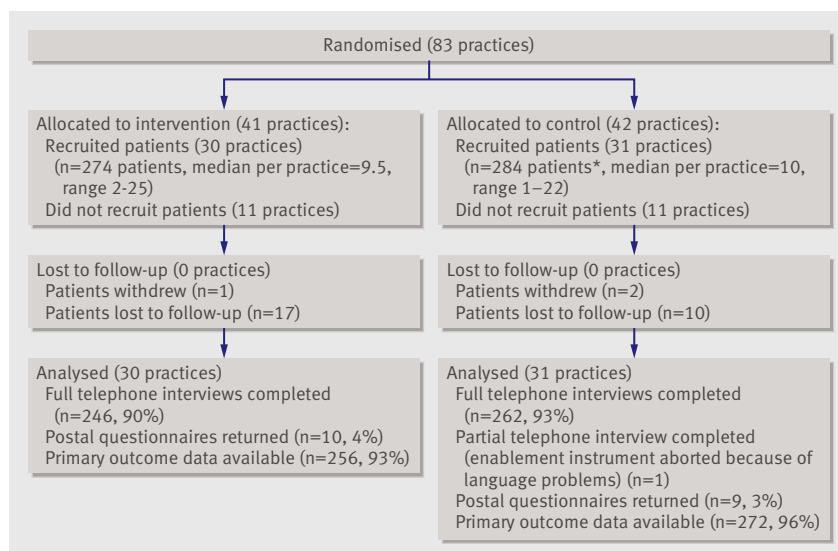 Randomised (83 practices)
Allocated to intervention (41 practices):
Recruited patients (30 practices)
(n=274 patients, median per practice=9.5,
range 2-25)
Did not recruit patients (11 practices)
Allocated to control (42 practices):
Recruited patients (31 practices)
(n=284 patients*, median per practice=10,
range 1–22)
Did not recruit patients (11 practices)
Lost to follow-up (0 practices)
Patients withdrew (n=1)
Patients lost to follow-up (n=17)
Lost to follow-up (0 practices)
Patients withdrew (n=2)
Patients lost to follow-up (n=10)
Analysed (30 practices)
Full telephone interviews completed
(n=246, 90%)
Postal questionnaires returned (n=10, 4%)
Primary outcome data available (n=256, 93%)
Analysed (31 practices)
Full telephone interviews completed
(n=262, 93%)
Partial telephone interview completed
(enablement instrument aborted because of
language problems) (n=1)
Postal questionnaires returned (n=9, 3%)
Primary outcome data available (n=272, 96%)